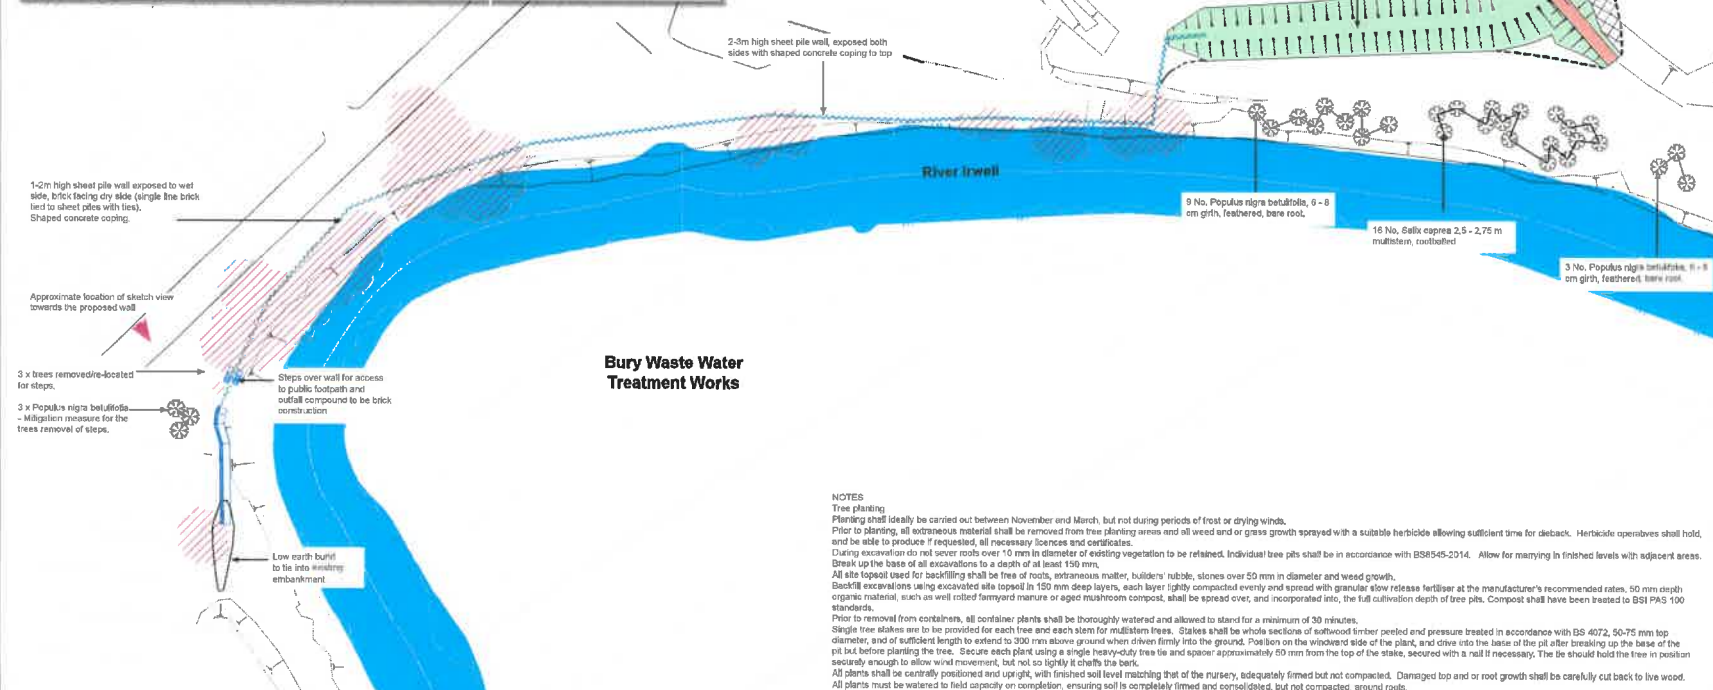 2-3m high sheet pile wall, exposed both
sides with shaped concrete coping to top
1-2m high sheet pile wall exposed to wet
side, brick facing dry side (single line brick
tied to sheet piles with ties).
Shaped concrete coping.
River Irwell
9 No. Populus nigra betulifolia, 6 - 8
cm girth, feathered, bare root.
16 No. Salix caprea 2.5 - 2.75 m
multistem, rootballed
3 No. Populus nigra betulifolia, 6 - 8
cm girth, feathered, bare root.
Approximate location of sketch view
towards the proposed wall
3 x trees removed/re-located
for steps.
3 x Populus nigra betulifolia
- Mitigation measure for the
trees removal of steps.
Steps over wall for access
to public footpath and
outfall compound to be brick
construction
Bury Waste Water
Treatment Works
Low earth bund
to tie into existing
embankment
NOTES
Tree planting
Planting shall ideally be carried out between November and March, but not during periods of frost or drying winds.
Prior to planting, all extraneous material shall be removed from tree planting areas and all weed and or grass growth sprayed with a suitable herbicide allowing sufficient time for dieback. Herbicide operatives shall hold,
and be able to produce if requested, all necessary licences and certificates.
During excavation do not sever roots over 10 mm in diameter of existing vegetation to be retained. Individual tree pits shall be in accordance with BS8545-2014. Allow for marrying in finished levels with adjacent areas.
Break up the base of all excavations to a depth of at least 150 mm.
All site topsoil used for backfilling shall be free of roots, extraneous matter, builders' rubble, stones over 50 mm in diameter and weed growth.
Backfill excavations using excavated site topsoil in 150 mm deep layers, each layer lightly compacted evenly and spread with granular slow release fertiliser at the manufacturer's recommended rates, 50 mm depth
organic material, such as well rotted farmyard manure or aged mushroom compost, shall be spread over, and incorporated into, the full cultivation depth of tree pits. Compost shall have been treated to BSI PAS 100
standards.
Prior to removal from containers, all container plants shall be thoroughly watered and allowed to stand for a minimum of 30 minutes.
Single tree stakes are to be provided for each tree and each stem for multistem trees. Stakes shall be whole sections of softwood timber peeled and pressure treated in accordance with BS 4072, 50-75 mm top
diameter, and of sufficient length to extend to 300 mm above ground when driven firmly into the ground. Position on the windward side of the plant, and drive into the base of the pit after breaking up the base of the
pit but before planting the tree. Secure each plant using a single heavy-duty tree tie and spacer approximately 50 mm from the top of the stake, secured with a nail if necessary. The tie should hold the tree in position
securely enough to allow wind movement, but not so tightly it chaffs the bark.
All plants shall be centrally positioned and upright, with finished soil level matching that of the nursery, adequately firmed but not compacted. Damaged top and or root growth shall be carefully cut back to live wood.
All plants must be watered to field capacity on completion, ensuring soil is completely firmed and consolidated, but not compacted, around roots.